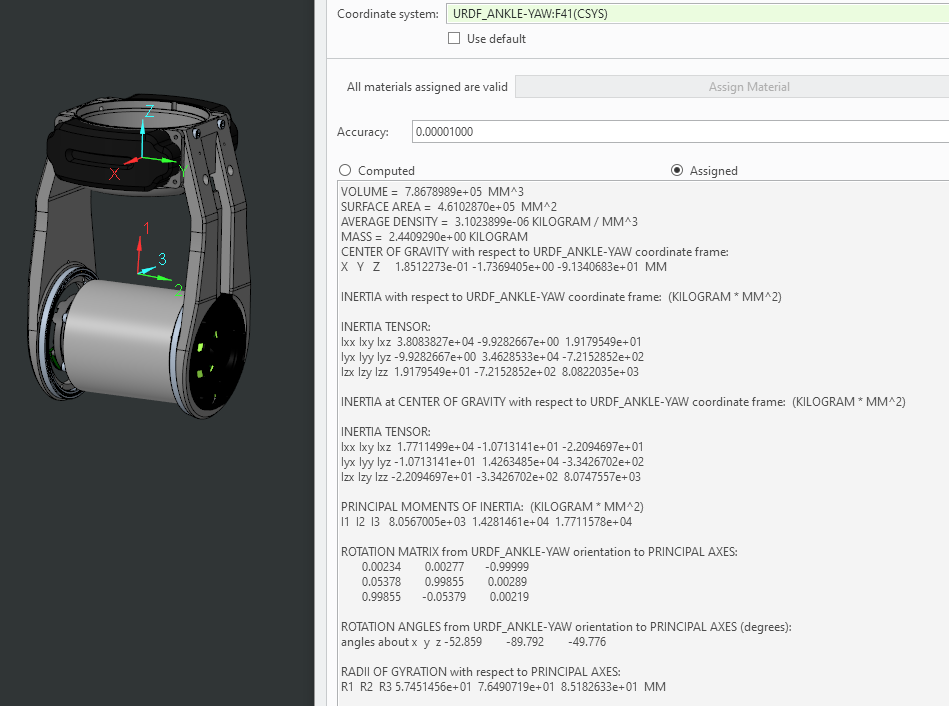 Coordinate system: URDF_ANKLE-YAW:F41(CSYS)
Use default
All materials assigned are valid Assign Material
Accuracy: 0.00001000
Computed Assigned
VOLUME = 7.8678989e+05 MM^3
SURFACE AREA = 4.6102870e+05 MM^2
AVERAGE DENSITY = 3.1023899e-06 KILOGRAM / MM^3
MASS = 2.4409290e+00 KILOGRAM
CENTER OF GRAVITY with respect to URDF_ANKLE-YAW coordinate frame:
X Y Z 1.8512273e-01 -1.7369405e+00 -9.1340683e+01 MM
INERTIA with respect to URDF_ANKLE-YAW coordinate frame: (KILOGRAM * MM^2)
INERTIA TENSOR:
Ixx Ixy Ixz 3.8083827e+04 -9.9282667e+00 1.9179549e+01
Iyx Iyy Iyz -9.9282667e+00 3.4628533e+04 -7.2152852e+02
Izx Izy Izz 1.9179549e+01 -7.2152852e+02 8.0822035e+03
INERTIA at CENTER OF GRAVITY with respect to URDF_ANKLE-YAW coordinate frame: (KILOGRAM * MM^2)
INERTIA TENSOR:
Ixx Ixy Ixz 1.7711499e+04 -1.0713141e+01 -2.2094697e+01
Iyx Iyy Iyz -1.0713141e+01 1.4263485e+04 -3.3426702e+02
Izx Izy Izz -2.2094697e+01 -3.3426702e+02 8.0747557e+03
PRINCIPAL MOMENTS OF INERTIA: (KILOGRAM * MM^2)
I1 I2 I3 8.0567005e+03 1.4281461e+04 1.7711578e+04
ROTATION MATRIX from URDF_ANKLE-YAW orientation to PRINCIPAL AXES:
0.00234 0.00277 -0.99999
0.05378 0.99855 0.00289
0.99855 -0.05379 0.00219
ROTATION ANGLES from URDF_ANKLE-YAW orientation to PRINCIPAL AXES (degrees):
angles about x y z -52.859 -89.792 -49.776
RADII OF GYRATION with respect to PRINCIPAL AXES:
R1 R2 R3 5.7451456e+01 7.6490719e+01 8.5182633e+01 MM
Z
X
Y
1
3
2